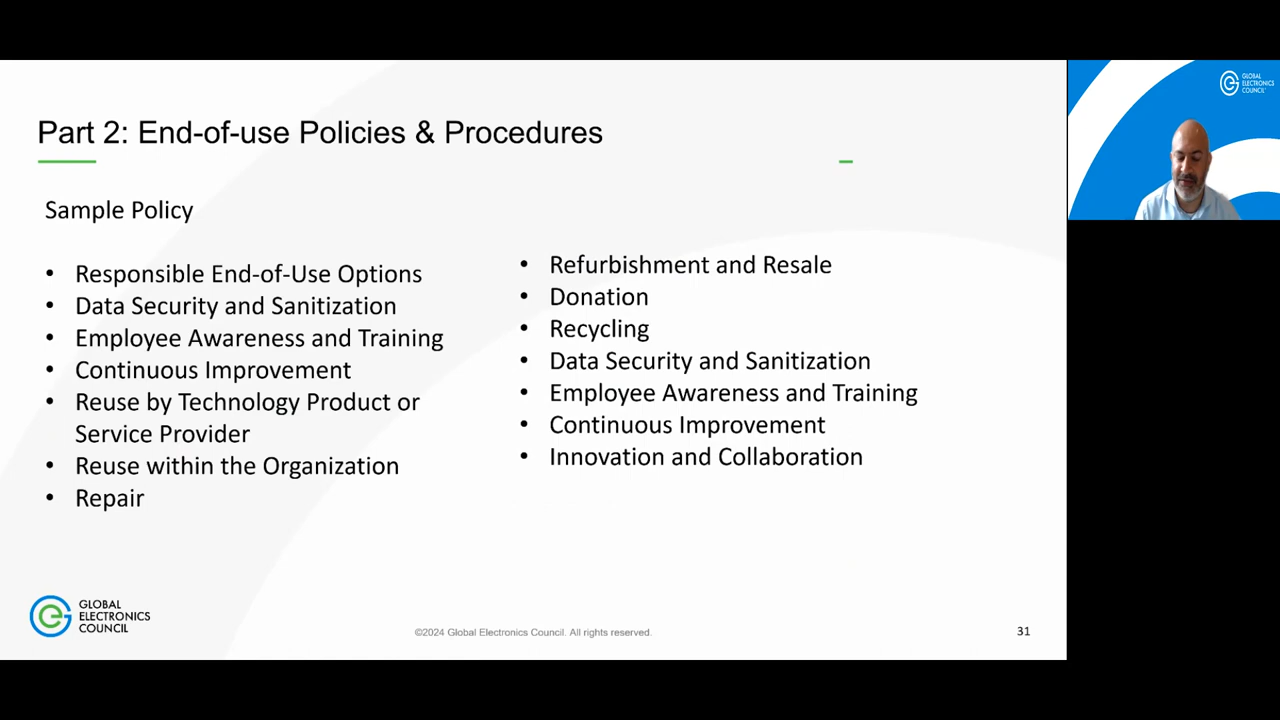 Part 2: End-of-use Policies & Procedures
Sample Policy
• Responsible End-of-Use Options
• Data Security and Sanitization
• Employee Awareness and Training
• Continuous Improvement
• Reuse by Technology Product or
Service Provider
• Reuse within the Organization
• Repair
• Refurbishment and Resale
• Donation
• Recycling
• Data Security and Sanitization
• Employee Awareness and Training
• Continuous Improvement
• Innovation and Collaboration
GLOBAL
ELECTRONICS
COUNCIL
©2024 Global Electronics Council. All rights reserved.
31
GLOBAL
ELECTRONICS
COUNCIL